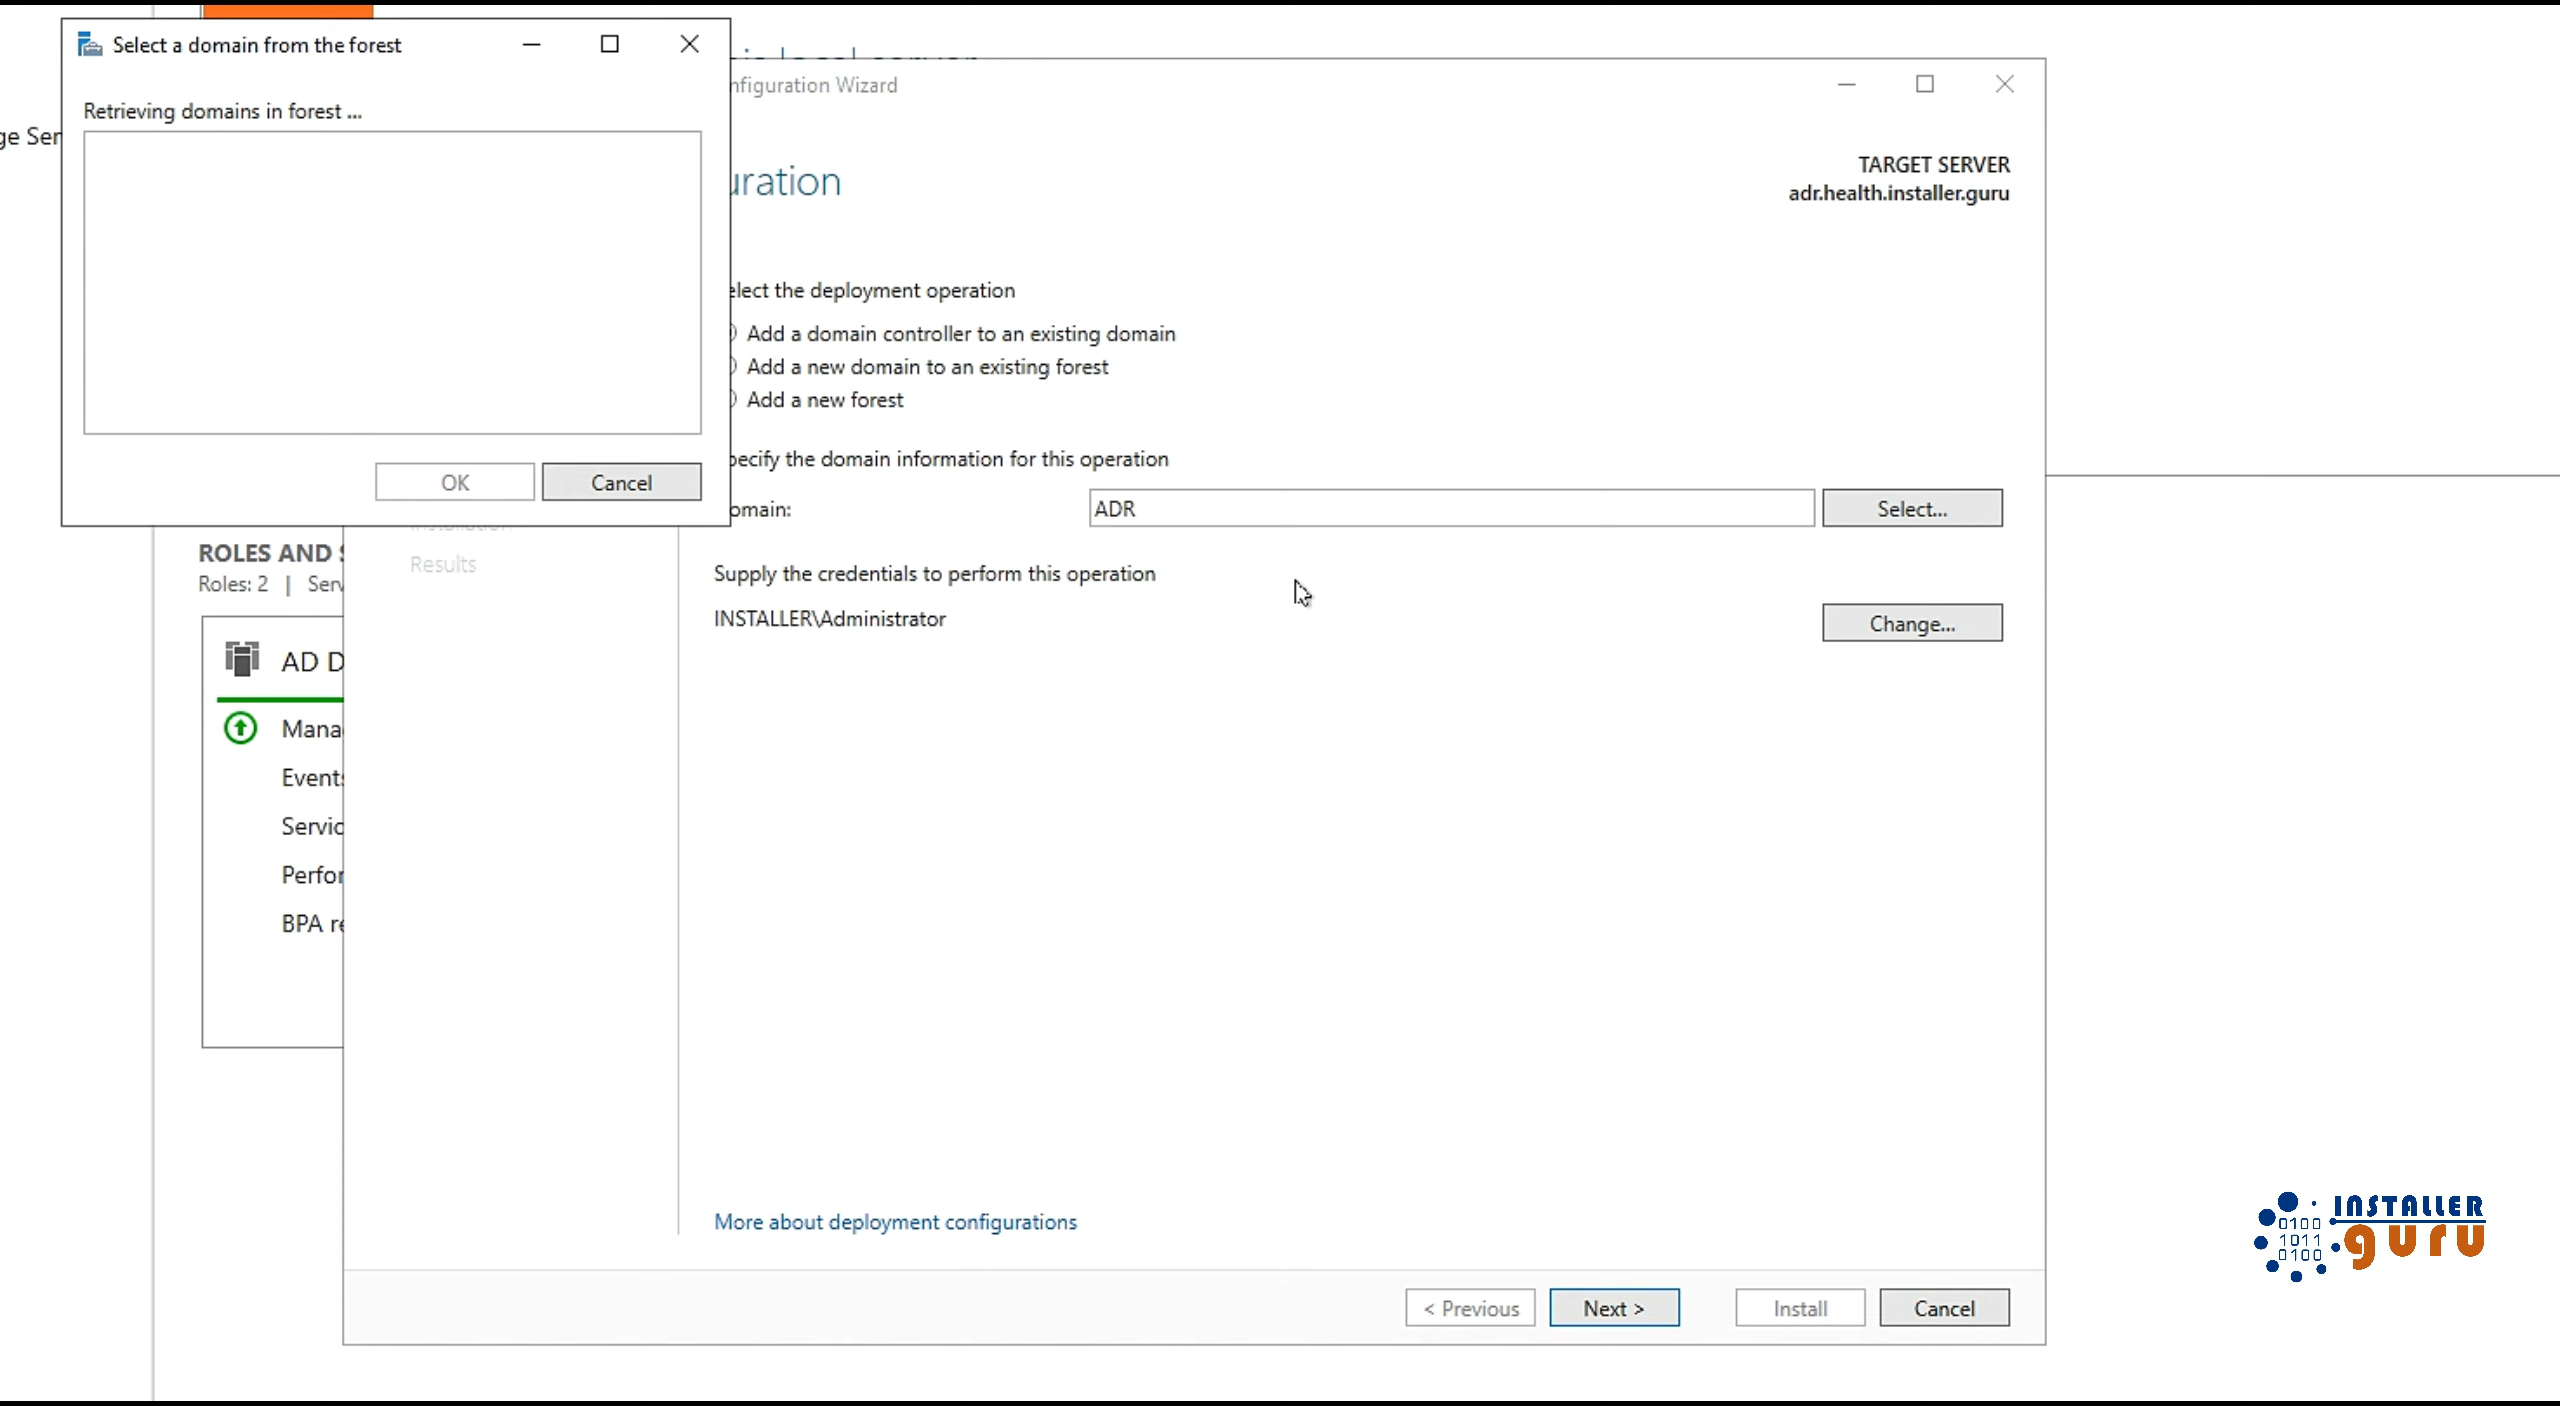 Select a domain from the forest
Retrieving domains in forest ...
OK
Cancel
nfiguration Wizard
uration
TARGET SERVER
adr.health.installer.guru
elect the deployment operation
Add a domain controller to an existing domain
Add a new domain to an existing forest
Add a new forest
pecify the domain information for this operation
omain:
ADR
Select...
Supply the credentials to perform this operation
INSTALLER\Administrator
Change...
Results
ge Ser
ROLES AND
Roles: 2 | Serv
AD D
Mana
Events
Servic
Perfor
BPA re
More about deployment configurations
< Previous
Next >
Install
Cancel
INSTALLER
guru
0100
1011
0100